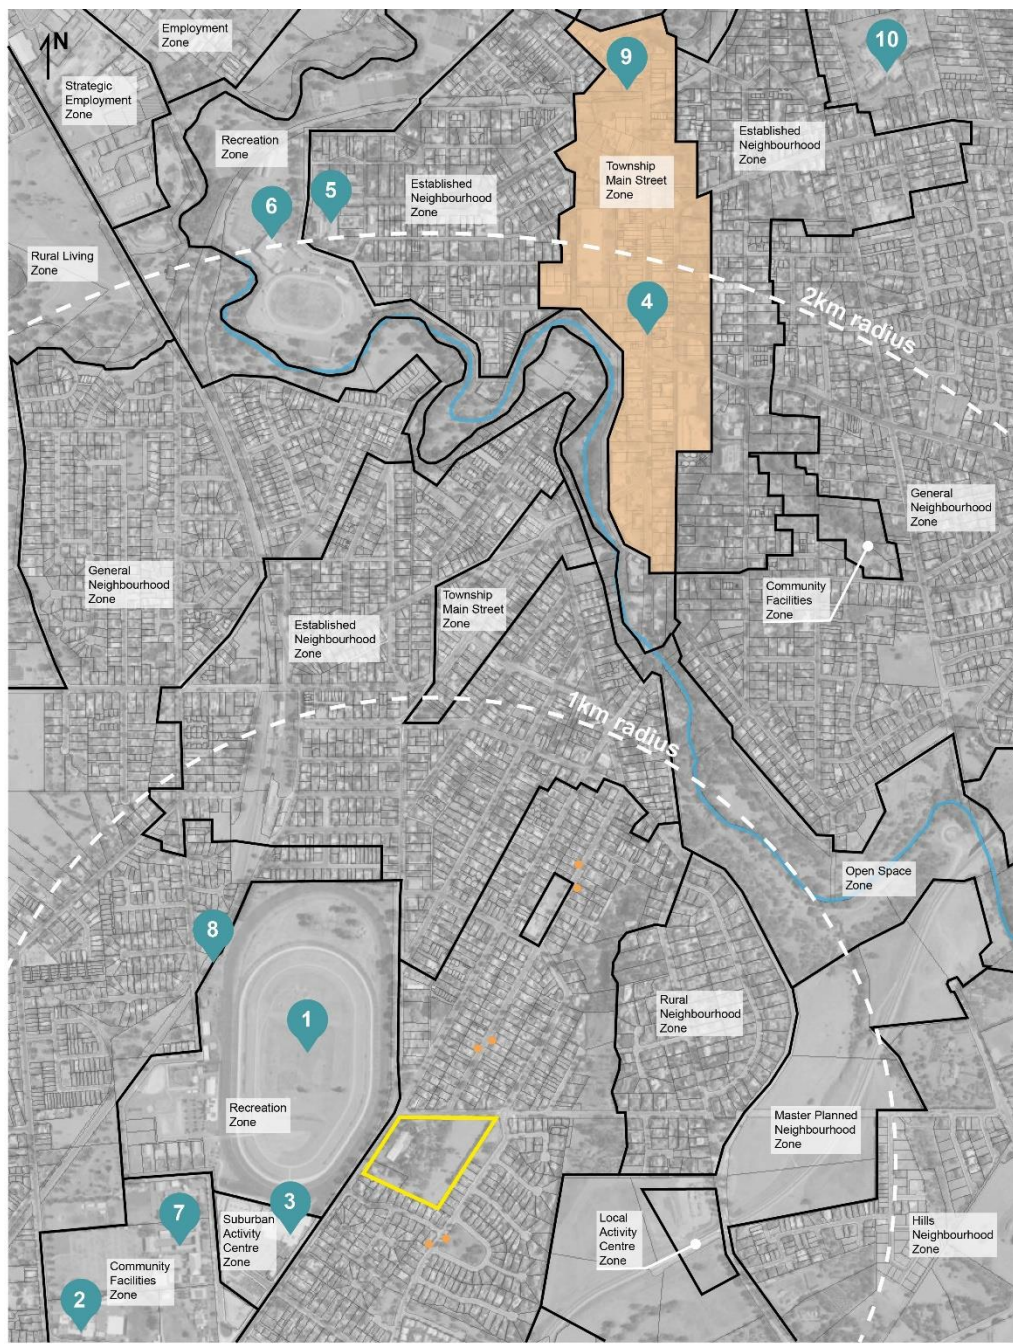 Employment
Zone
N
9
10
Strategic
Employment
Zone
Recreation
Zone
Established
Neighbourhood
Zone
Township
Main Street
Zone
5
Established
Neighbourhood
Zone
6
Rural Living
Zone
4
2km radius
General
Neighbourhood
Zone
General
Neighbourhood
Zone
Community
Facilities
Zone
Township
Main Street
Zone
Established
Neighbourhood
Zone
1km radius
Open Space
Zone
8
Rural
Neighbourhood
Zone
1
Recreation
Zone
Master Planned
Neighbourhood
Zone
3
7
Suburban
Activity
Centre
Zone
Local
Activity
Centre
Zone
Hills
Neighbourhood
Zone
Community
Facilities
Zone
2